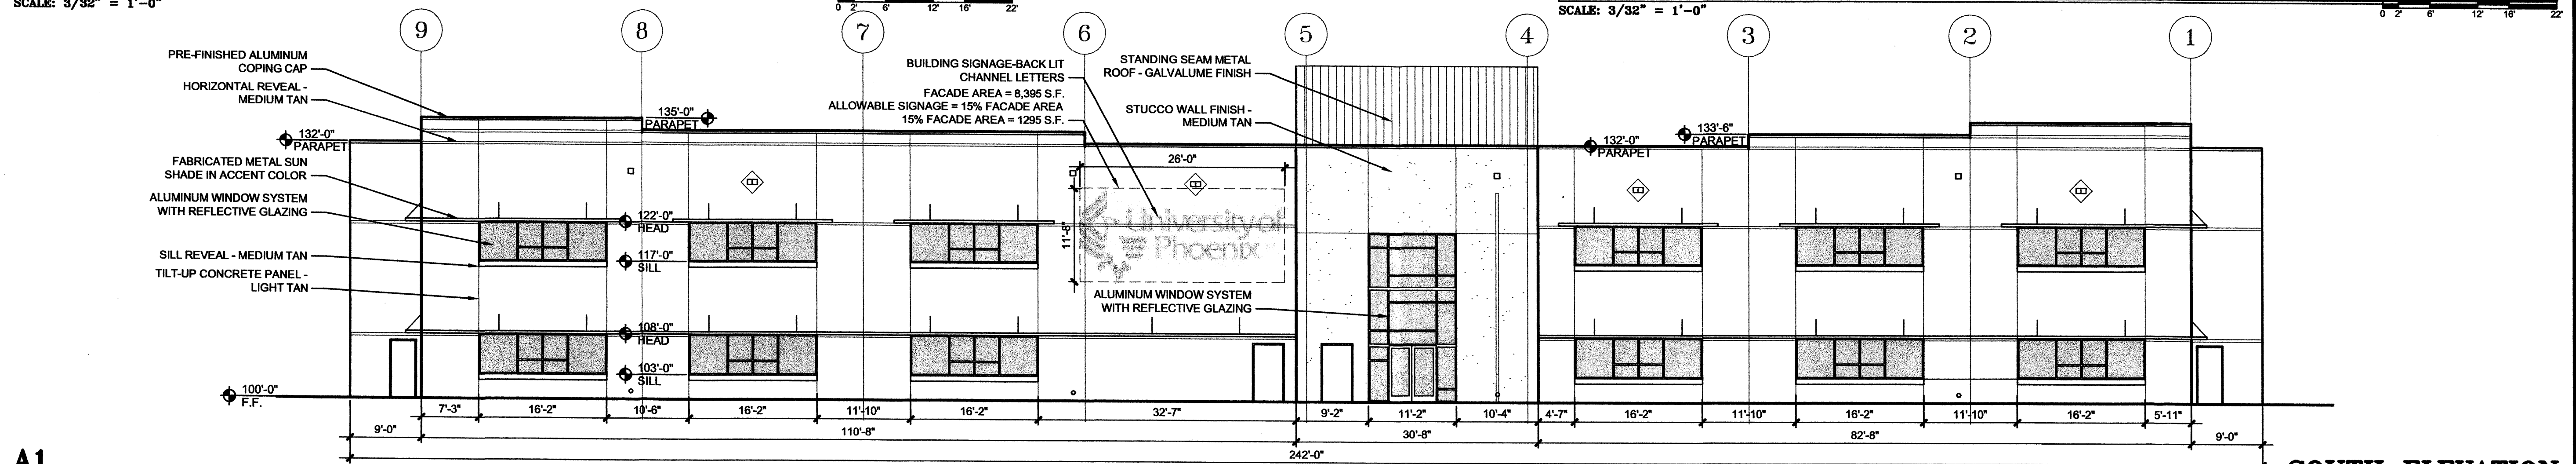 SCALE: 3/32" = 1'-0"
0 2' 6' 12' 16' 22'
SCALE: 3/32" = 1'-0"
0 2' 6' 12' 16' 22'
9 8 7 6 5 4 3 2 1
PRE-FINISHED ALUMINUM
COPING CAP
HORIZONTAL REVEAL -
MEDIUM TAN
132'-0"
PARAPET
FABRICATED METAL SUN
SHADE IN ACCENT COLOR
ALUMINUM WINDOW SYSTEM
WITH REFLECTIVE GLAZING
SILL REVEAL - MEDIUM TAN
TILT-UP CONCRETE PANEL -
LIGHT TAN
100'-0"
F.F.
135'-0"
PARAPET
122'-0"
HEAD
117'-0"
SILL
108'-0"
HEAD
103'-0"
SILL
BUILDING SIGNAGE-BACK LIT
CHANNEL LETTERS
FACADE AREA = 8,395 S.F.
ALLOWABLE SIGNAGE = 15% FACADE AREA
15% FACADE AREA = 1295 S.F.
26'-0"
11'-8"
University of
Phoenix
STANDING SEAM METAL
ROOF - GALVALUME FINISH
STUCCO WALL FINISH -
MEDIUM TAN
ALUMINUM WINDOW SYSTEM
WITH REFLECTIVE GLAZING
132'-0"
PARAPET
133'-6"
PARAPET
7'-3" 16'-2" 10'-6" 16'-2" 11'-10" 16'-2" 32'-7" 9'-2" 11'-2" 10'-4" 4'-7" 16'-2" 11'-10" 16'-2" 11'-10" 16'-2" 5'-11"
9'-0" 110'-8" 30'-8" 82'-8" 9'-0"
242'-0"
A1
SOUTH ELEVATION